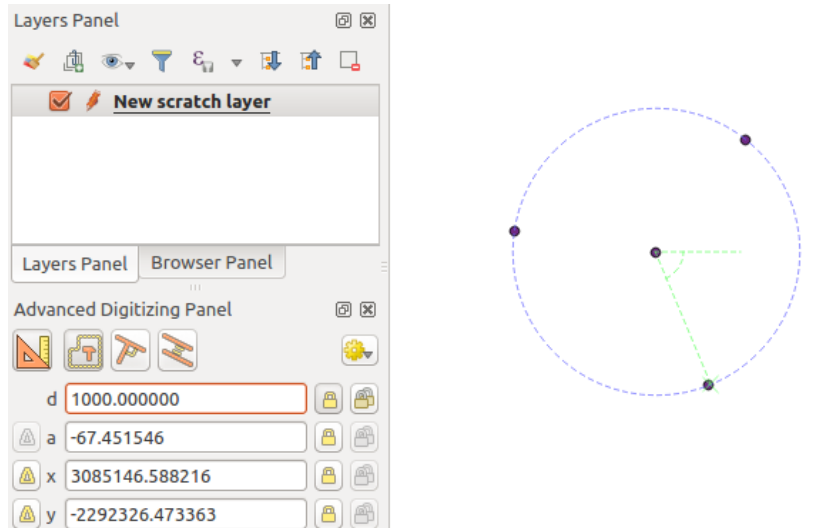 Layers Panel
New scratch layer
Layers Panel
Browser Panel
Advanced Digitizing Panel
d 1000.000000
a -67.451546
x 3085146.588216
y -2292326.473363